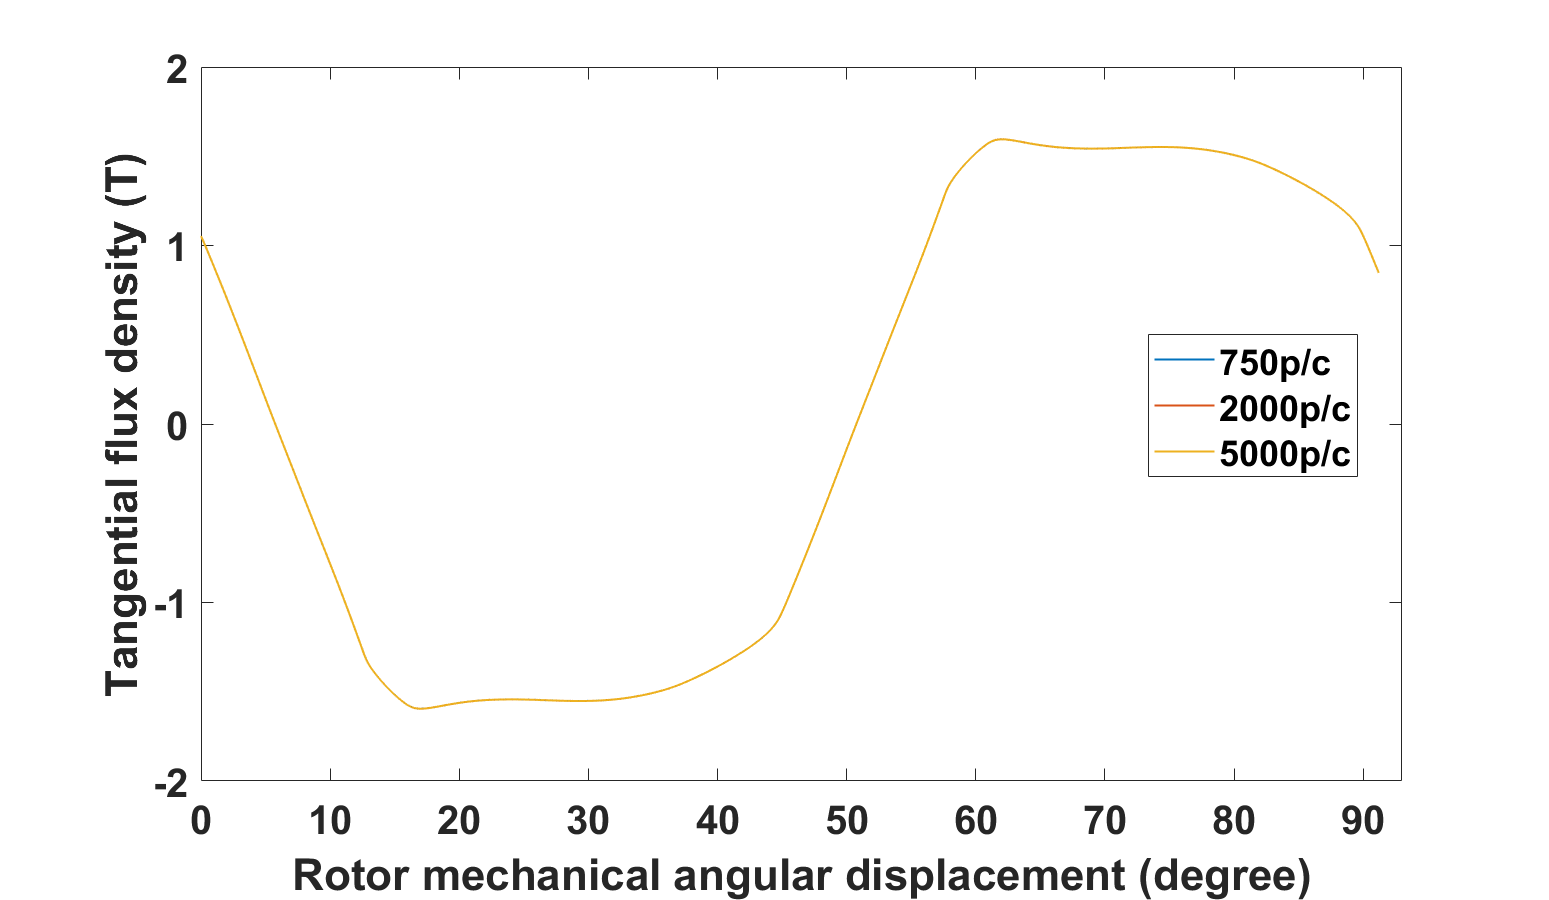 Tangential flux density (T)
2
1
0
-1
-2
0 10 20 30 40 50 60 70 80 90
Rotor mechanical angular displacement (degree)
750p/c
2000p/c
5000p/c